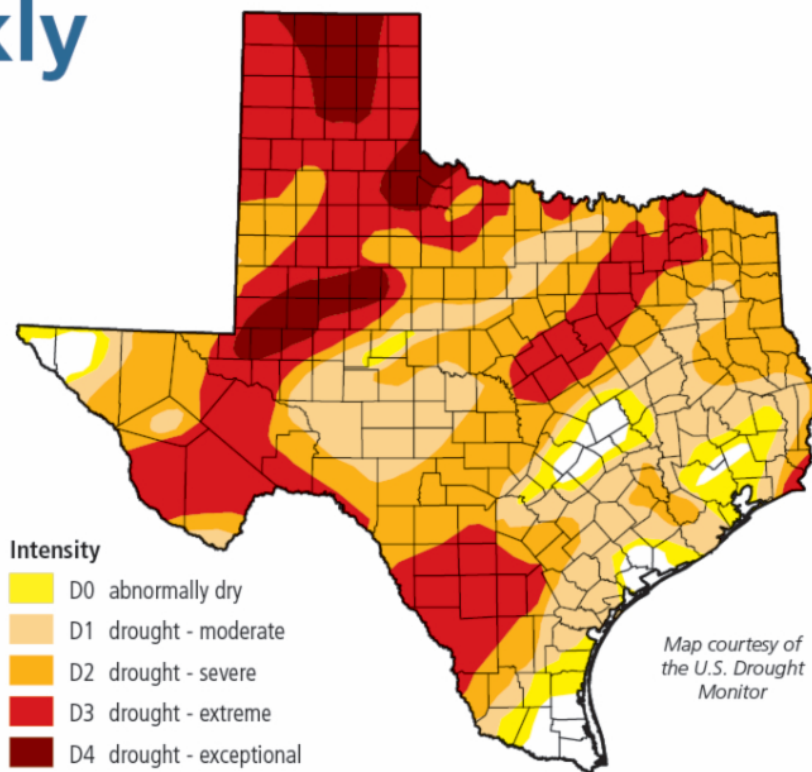 kly
Intensity
D0 abnormally dry
D1 drought - moderate
D2 drought - severe
D3 drought - extreme
D4 drought - exceptional
Map courtesy of
the U.S. Drought
Monitor